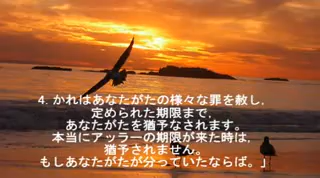 4. かれはあなたがたの様々な罪を赦し,
定められた期限まで,
あなたがたを猶予なされます。
本当にアッラーの期限が来た時は,
猶予されません。
もしあなたがたが分っていたならば。」